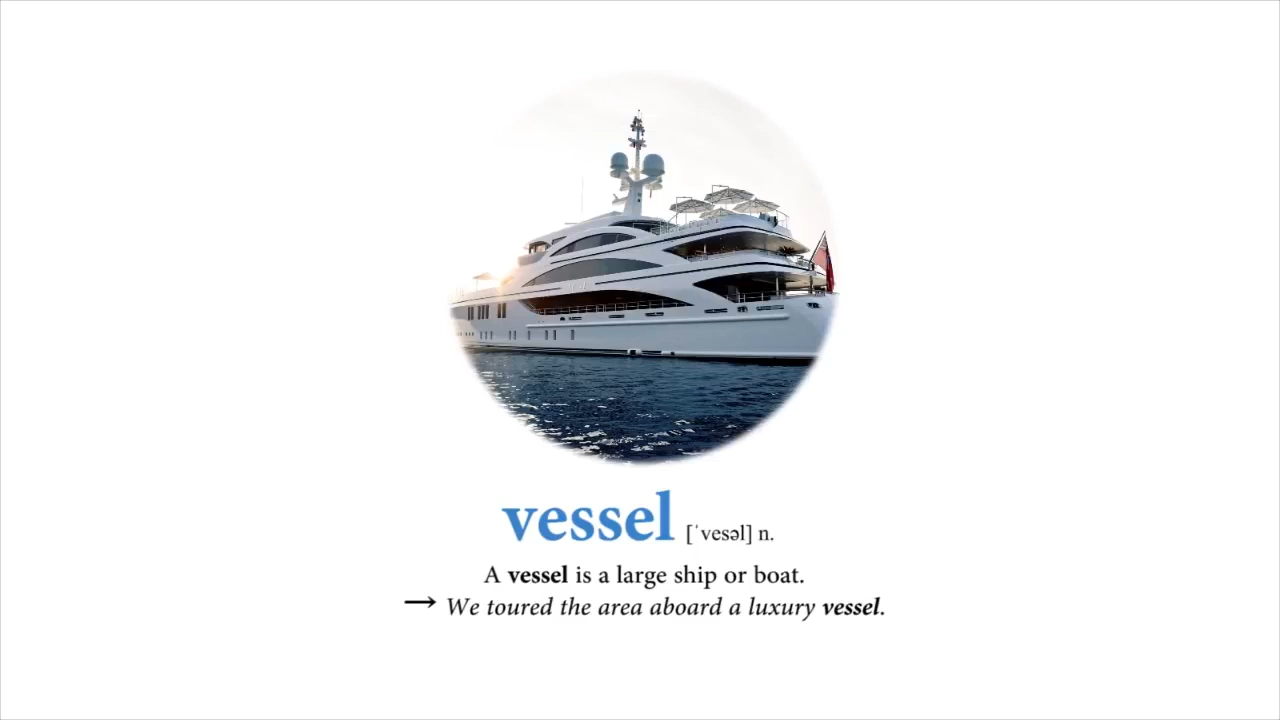 vessel [ˈvesəl] n.
A vessel is a large ship or boat.
→ We toured the area aboard a luxury vessel.